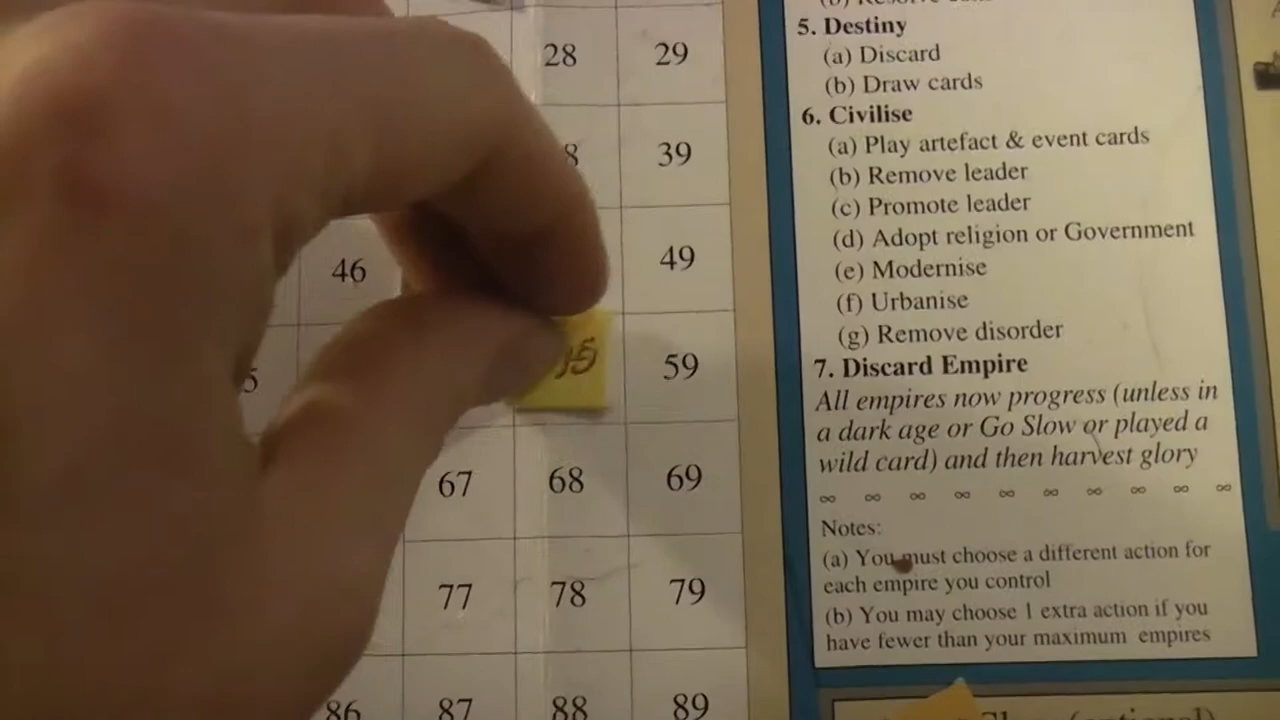 28 29
39
46 49
59
67 68 69
77 78 79
86 87 88 89
5. Destiny
(a) Discard
(b) Draw cards
6. Civilise
(a) Play artefact & event cards
(b) Remove leader
(c) Promote leader
(d) Adopt religion or Government
(e) Modernise
(f) Urbanise
(g) Remove disorder
7. Discard Empire
All empires now progress (unless in
a dark age or Go Slow or played a
wild card) and then harvest glory
∞ ∞ ∞ ∞ ∞ ∞ ∞ ∞ ∞ ∞
Notes:
(a) You must choose a different action for
each empire you control
(b) You may choose 1 extra action if you
have fewer than your maximum empires